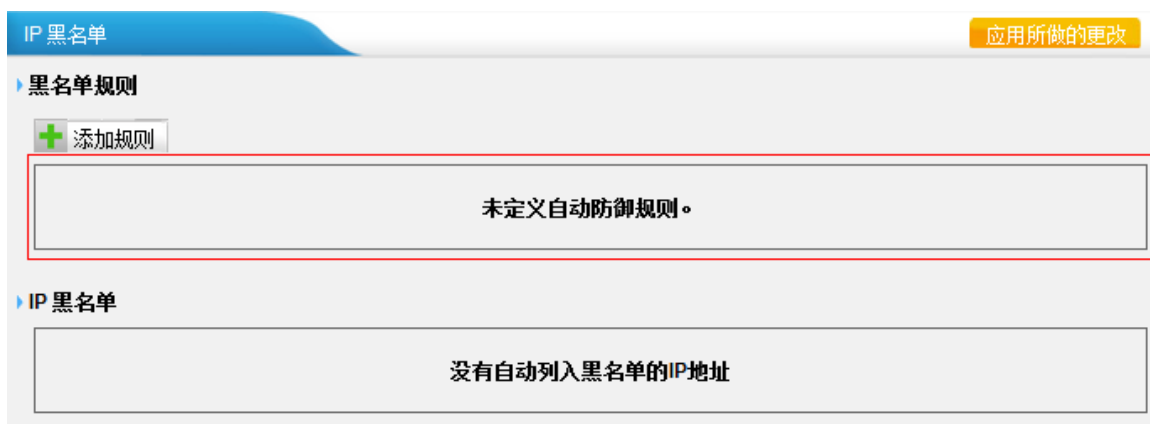 IP 黑名单
应用所做的更改
黑名单规则
添加规则
未定义自动防御规则。
IP 黑名单
没有自动列入黑名单的IP地址